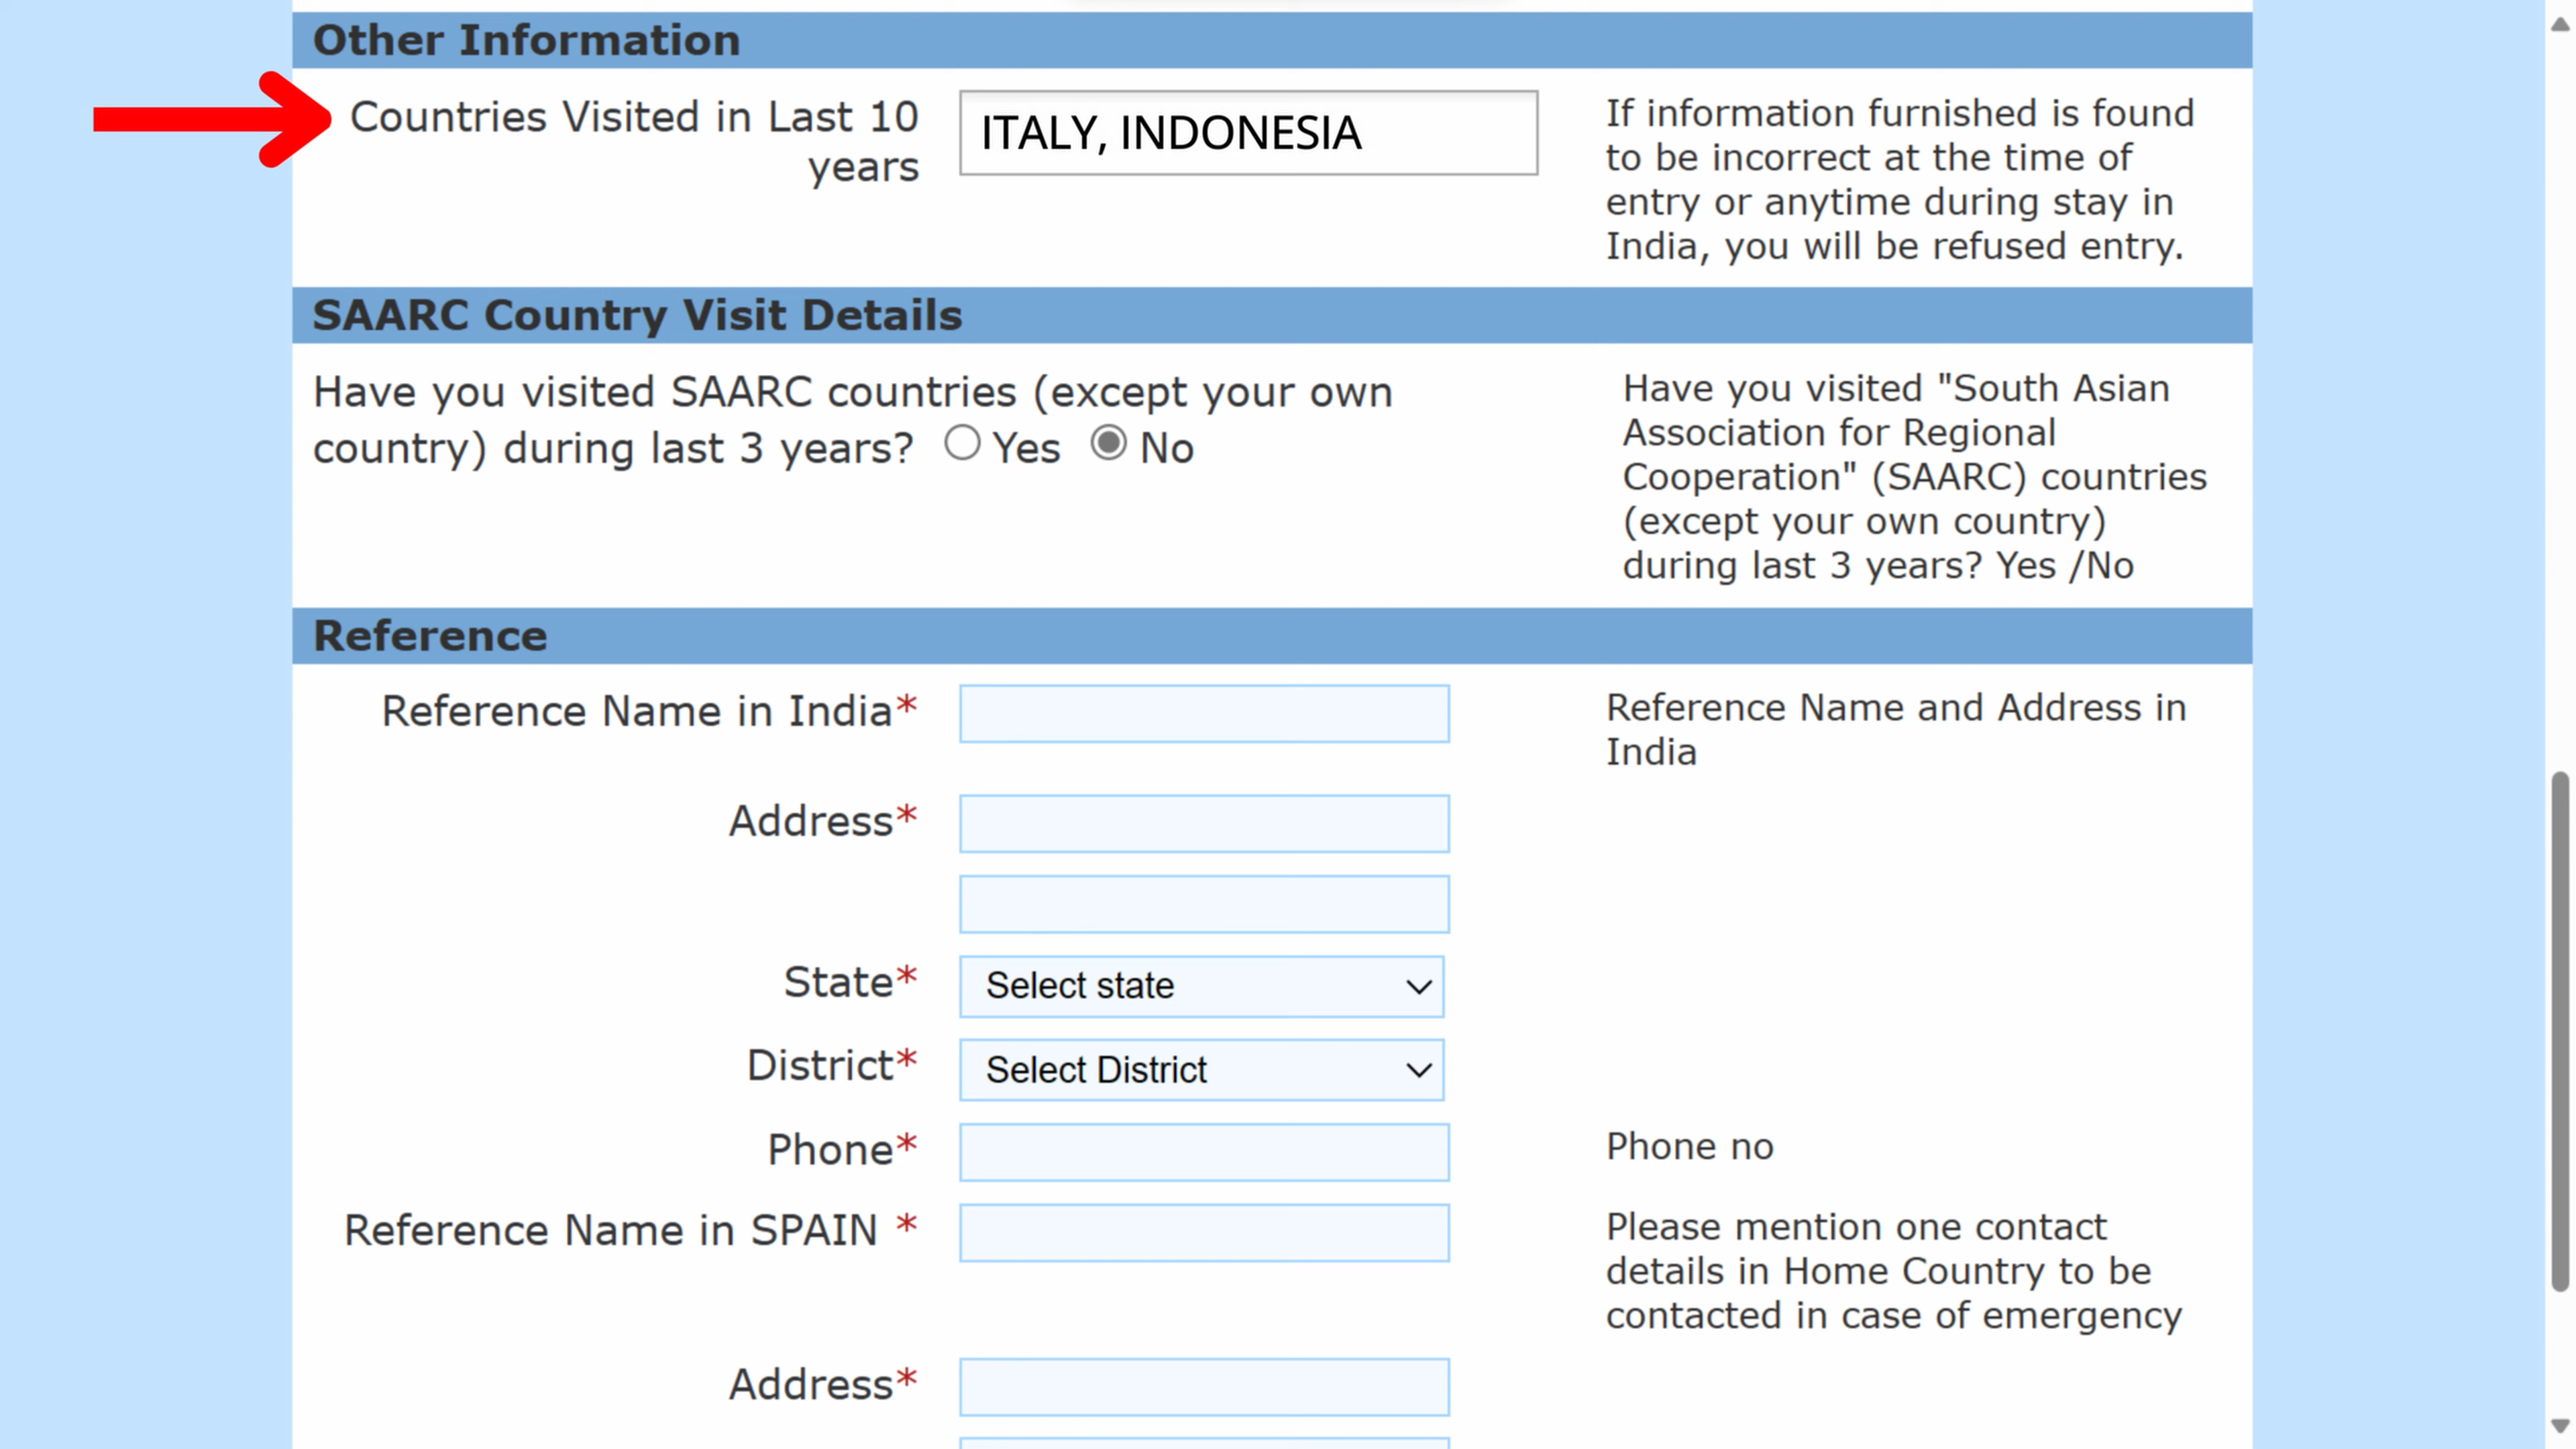 Other Information
Countries Visited in Last 10
years
ITALY, INDONESIA
If information furnished is found
to be incorrect at the time of
entry or anytime during stay in
India, you will be refused entry.
SAARC Country Visit Details
Have you visited SAARC countries (except your own
country) during last 3 years? Yes No
Have you visited "South Asian
Association for Regional
Cooperation" (SAARC) countries
(except your own country)
during last 3 years? Yes /No
Reference
Reference Name in India*
Reference Name and Address in
India
Address*
State* Select state
District* Select District
Phone*
Phone no
Reference Name in SPAIN *
Please mention one contact
details in Home Country to be
contacted in case of emergency
Address*